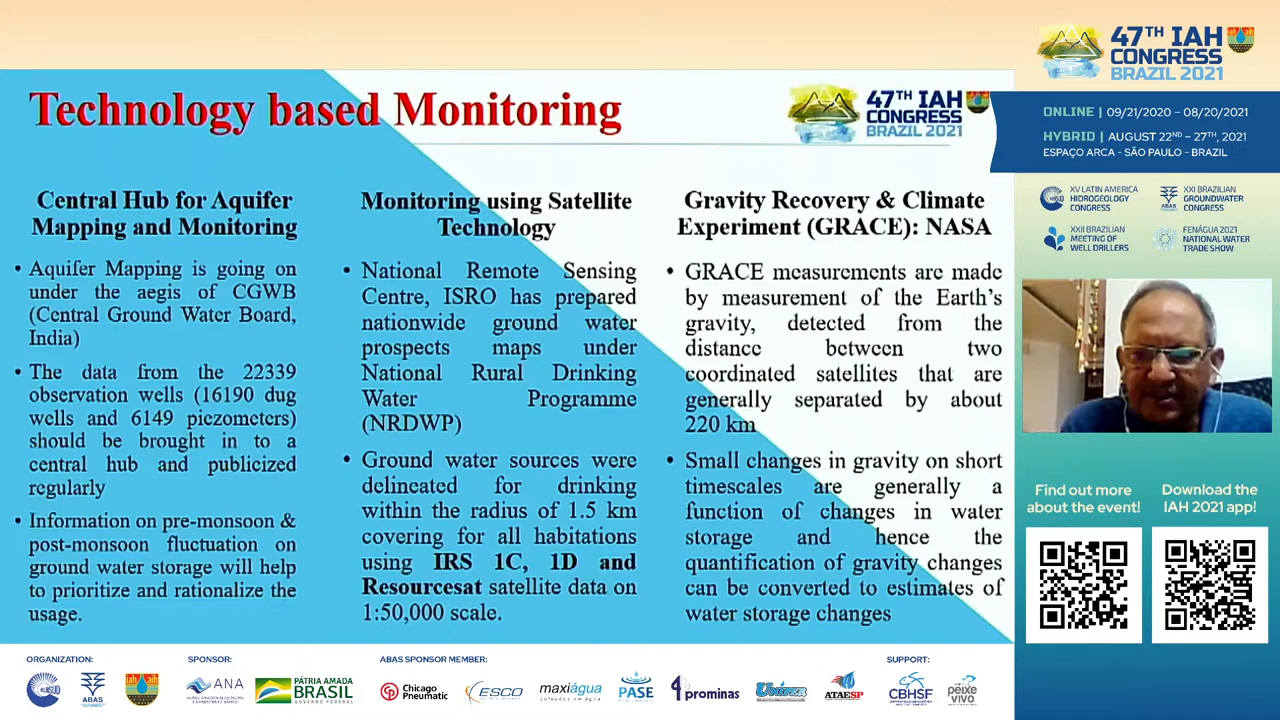 Technology based Monitoring
47TH IAH
CONGRESS
BRAZIL 2021
Central Hub for Aquifer
Mapping and Monitoring
• Aquifer Mapping is going on
under the aegis of CGWB
(Central Ground Water Board,
India)
• The data from the 22339
observation wells (16190 dug
wells and 6149 piezometers)
should be brought in to a
central hub and publicized
regularly
• Information on pre-monsoon &
post-monsoon fluctuation on
ground water storage will help
to prioritize and rationalize the
usage.
Monitoring using Satellite
Technology
• National Remote Sensing
Centre, ISRO has prepared
nationwide ground water
prospects maps under
National Rural Drinking
Water Programme
(NRDWP)
• Ground water sources were
delineated for drinking
within the radius of 1.5 km
covering for all habitations
using IRS 1C, 1D and
Resourcesat satellite data on
1:50,000 scale.
Gravity Recovery & Climate
Experiment (GRACE): NASA
• GRACE measurements are made
by measurement of the Earth's
gravity, detected from the
distance between two
coordinated satellites that are
generally separated by about
220 km
• Small changes in gravity on short
timescales are generally a
function of changes in water
storage and hence the
quantification of gravity changes
can be converted to estimates of
water storage changes
47TH IAH
CONGRESS
BRAZIL 2021
ONLINE | 09/21/2020 – 08/20/2021
HYBRID | AUGUST 22ND – 27TH, 2021
ESPAÇO ARCA - SÃO PAULO - BRAZIL
XV LATIN AMERICA
HIDROGEOLOGY
CONGRESS
XXI BRAZILIAN
GROUNDWATER
CONGRESS
XXII BRAZILIAN
MEETING OF
WELL DRILLERS
FENÁGUA 2021
NATIONAL WATER
TRADE SHOW
Find out more
about the event!
Download the
IAH 2021 app!
ORGANIZATION:
ABAS
SPONSOR:
ANA
PÁTRIA AMADA
BRASIL
GOVERNO FEDERAL
ABAS SPONSOR MEMBER:
Chicago
Pneumatic
ESCO
maxiágua
soluções em água
PASE
prominas
ATAESP
SUPPORT:
CBHSF
peixe
vivo